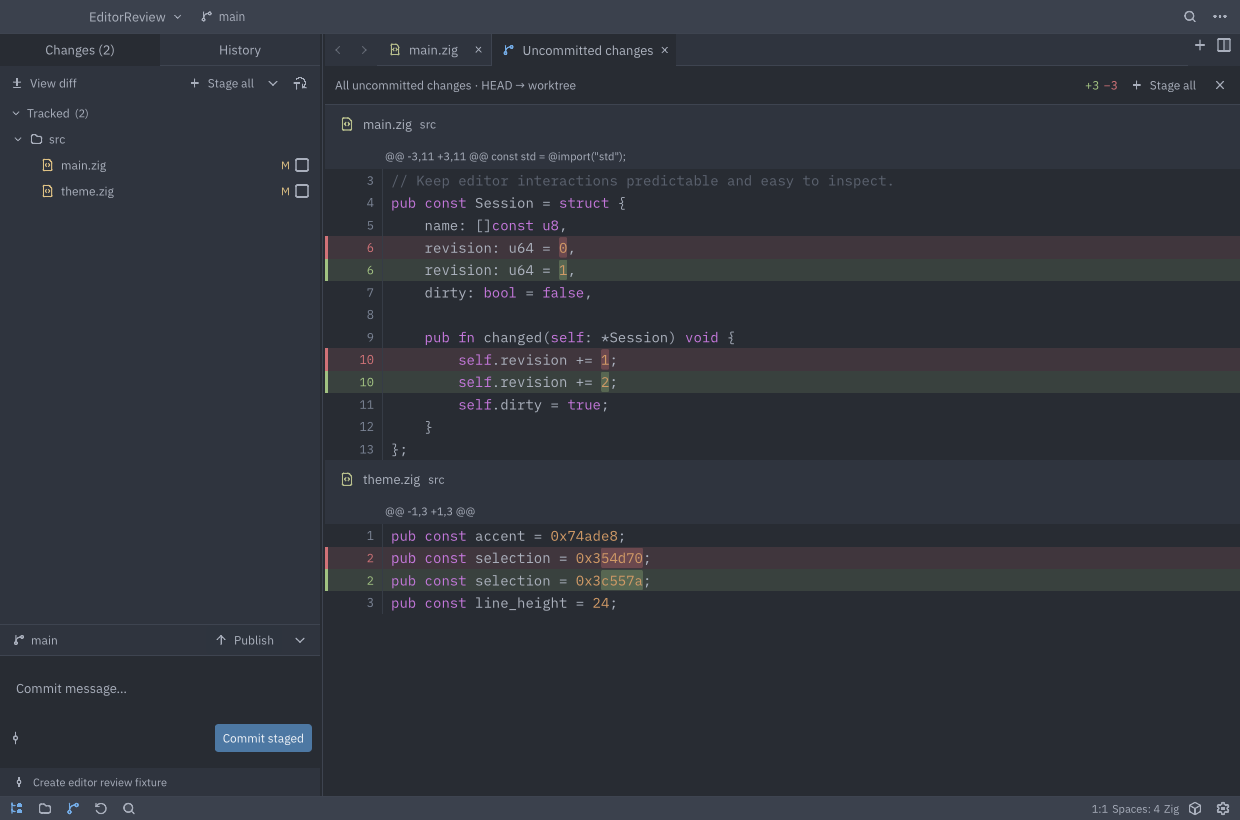 EditorReview main
Changes (2) History
main.zig Uncommitted changes
View diff Stage all
All uncommitted changes · HEAD → worktree +3 −3 Stage all
Tracked (2)
src
main.zig M
theme.zig M
main.zig src
@@ -3,11 +3,11 @@ const std = @import("std");
3 // Keep editor interactions predictable and easy to inspect.
4 pub const Session = struct {
5     name: []const u8,
6     revision: u64 = 0,
6     revision: u64 = 1,
7     dirty: bool = false,
8
9     pub fn changed(self: *Session) void {
10         self.revision += 1;
10         self.revision += 2;
11         self.dirty = true;
12     }
13 };
theme.zig src
@@ -1,3 +1,3 @@
1 pub const accent = 0x74ade8;
2 pub const selection = 0x354d70;
2 pub const selection = 0x3c557a;
3 pub const line_height = 24;
main Publish
Commit message...
Commit staged
Create editor review fixture
1:1 Spaces: 4 Zig